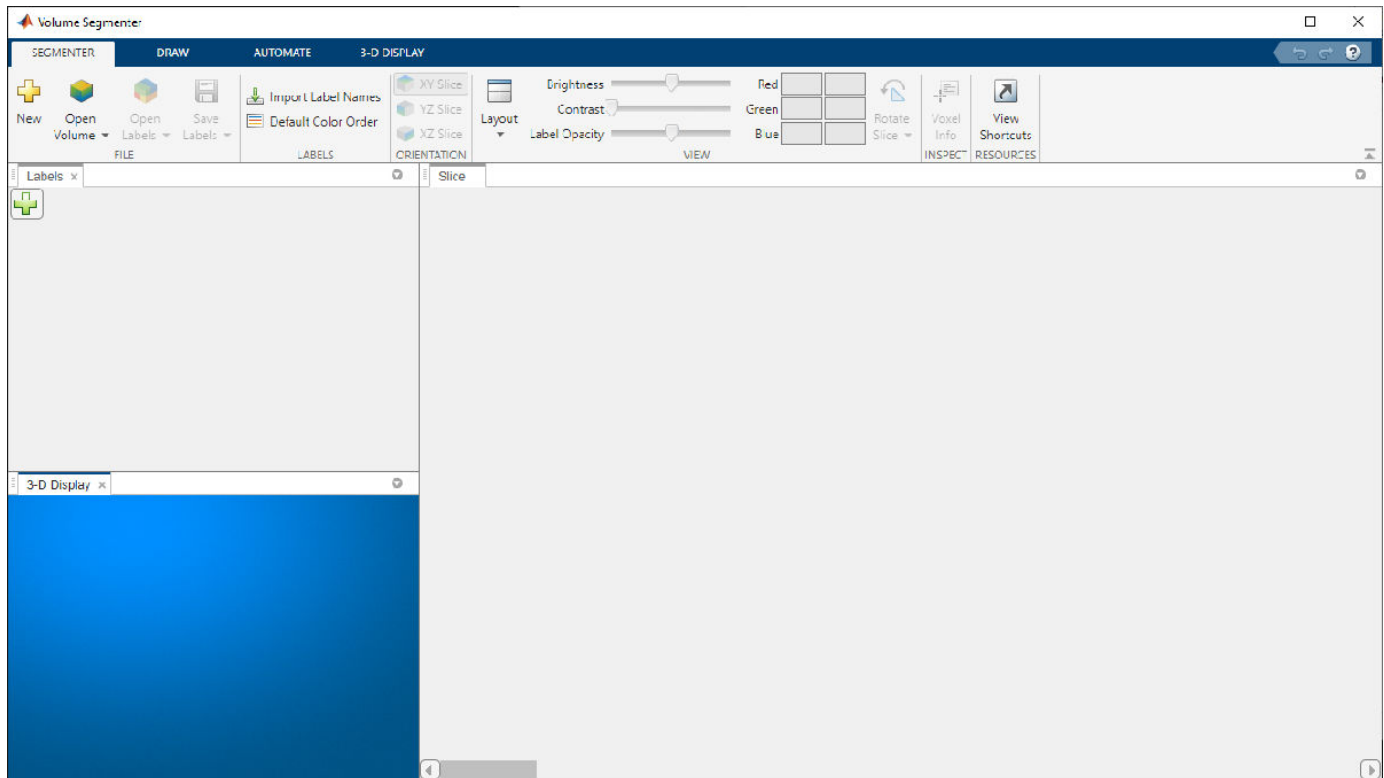 Volume Segmenter
SEGMENTER DRAW AUTOMATE 3-D DISPLAY
New
Open Volume
Open Labels
Save Labels
FILE
Import Label Names
Default Color Order
LABELS
XY Slice
YZ Slice
XZ Slice
ORIENTATION
Layout
Brightness
Contrast
Label Opacity
Red
Green
Blue
Rotate Slice
VIEW
Voxel Info
INSPECT
View Shortcuts
RESOURCES
Labels
Slice
3-D Display